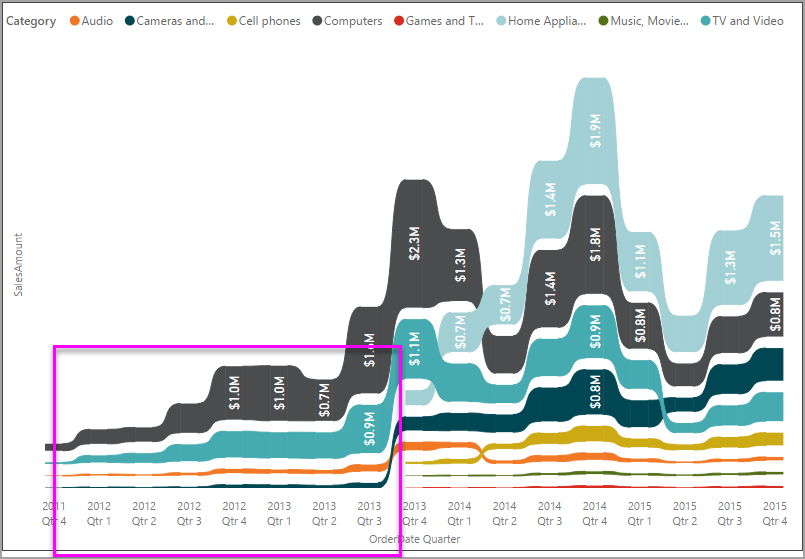 Category Audio Cameras and... Cell phones Computers Games and T... Home Applia... Music, Movie... TV and Video
SalesAmount
$1.0M
$1.0M
$0.7M
$0.9M
$2.3M
$1.1M
$1.3M
$0.7M
$0.7M
$1.4M
$1.4M
$1.9M
$1.8M
$0.9M
$0.8M
$1.1M
$0.8M
$1.3M
$1.5M
$0.8M
2011 2012 2012 2012 2012 2013 2013 2013 2013 2014 2014 2014 2014 2015 2015 2015 2015
Qtr 4 Qtr 1 Qtr 2 Qtr 3 Qtr 4 Qtr 1 Qtr 2 Qtr 3 Qtr 4 Qtr 1 Qtr 2 Qtr 3 Qtr 4 Qtr 1 Qtr 2 Qtr 3 Qtr 4
OrderDate Quarter